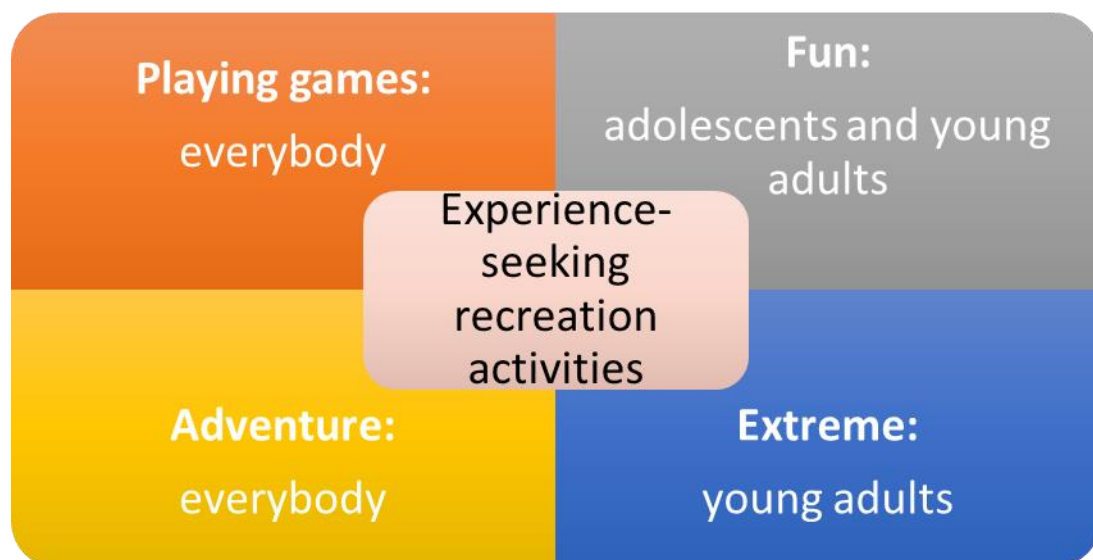 Playing games:
everybody
Fun:
adolescents and young
adults
Experience-
seeking
recreation
activities
Adventure:
everybody
Extreme:
young adults